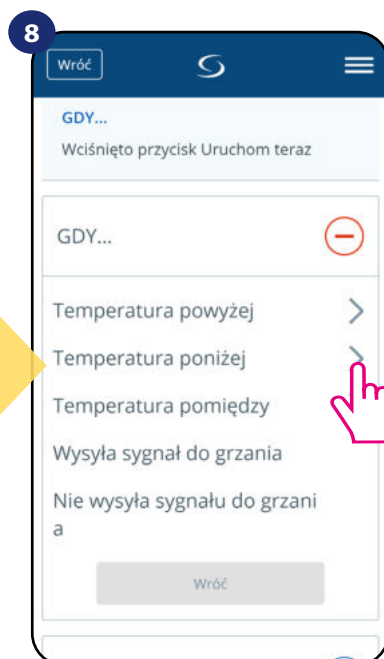 8
Wróć
GDY...
Wciśnięto przycisk Uruchom teraz
GDY...
Temperatura powyżej
Temperatura poniżej
Temperatura pomiędzy
Wysyła sygnał do grzania
Nie wysyła sygnału do grzani
a
Wróć